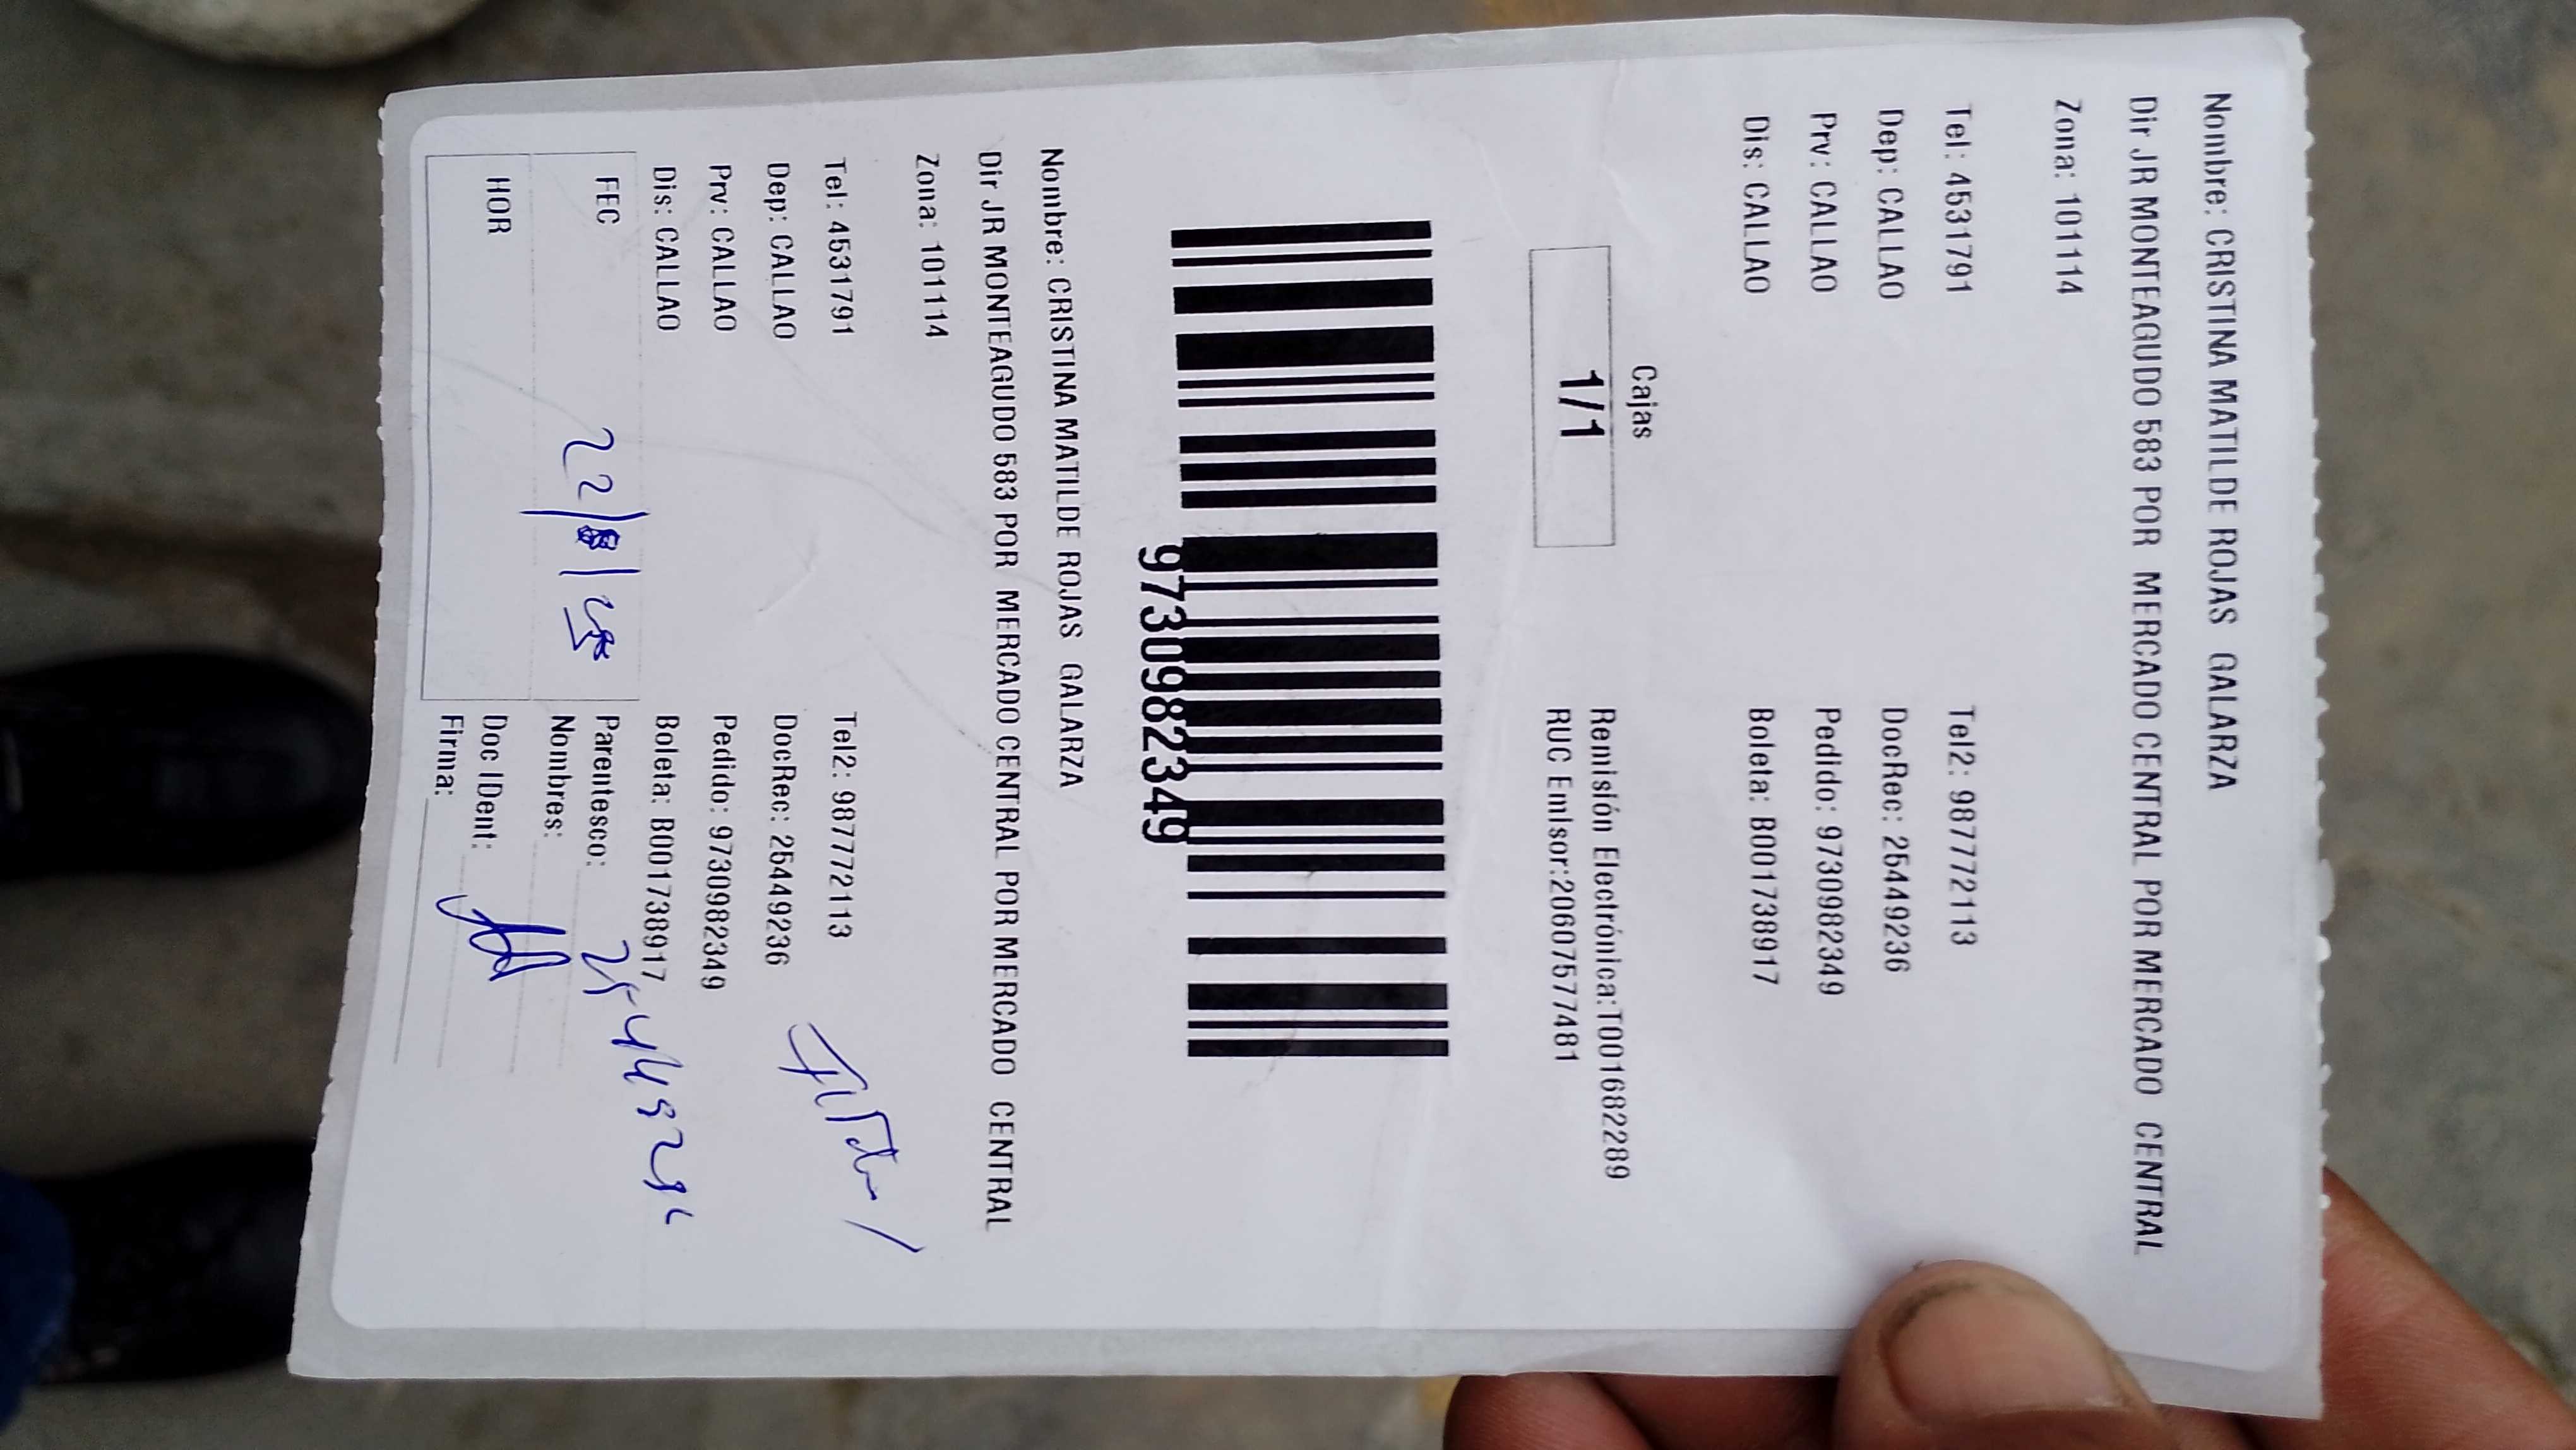 Nombre: CRISTINA MATILDE ROJAS GALARZA
Dir JR MONTEAGUDO 583 POR MERCADO CENTRAL POR MERCADO CENTRAL
Zona: 101114
Tel: 4531791 Tel2: 987772113
Dep: CALLAO DocRec: 25449236
Prv: CALLAO Pedido: 9730982349
Dis: CALLAO Boleta: B001738917
Cajas
1/1
Remisión Electrónica:T001682289
RUC Emisor:20607577481
9730982349
Nombre: CRISTINA MATILDE ROJAS GALARZA
Dir JR MONTEAGUDO 583 POR MERCADO CENTRAL POR MERCADO CENTRAL
Zona: 101114
Tel: 4531791 Tel2: 987772113
Dep: CALLAO DocRec: 25449236
Prv: CALLAO Pedido: 9730982349
Dis: CALLAO Boleta: B001738917
FEC Parentesco:
Nombres:
HOR Doc IDent:
Firma: